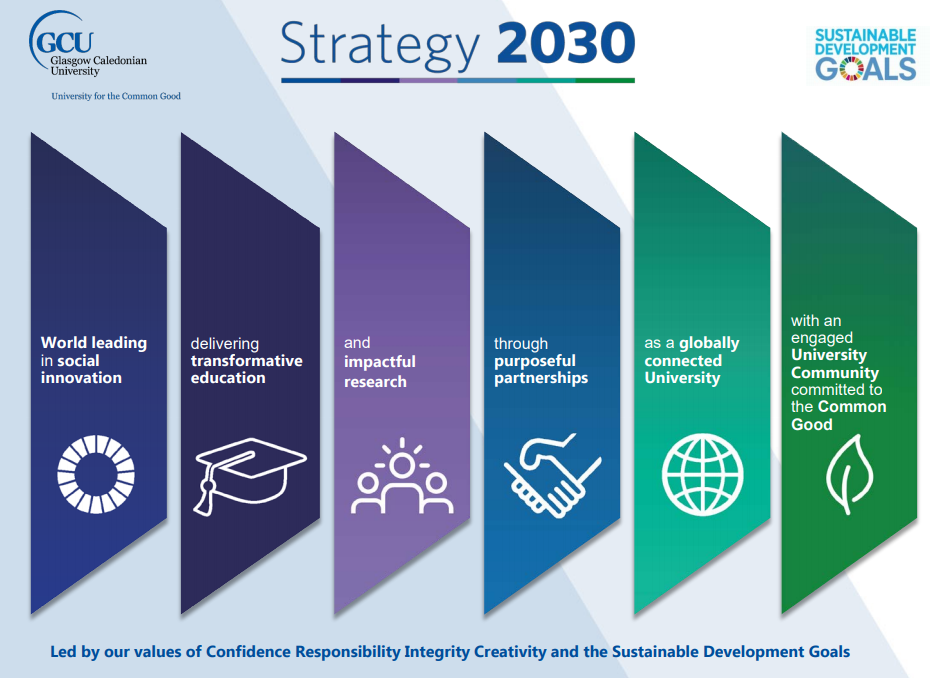 GCU
Glasgow Caledonian
University
University for the Common Good
Strategy 2030
SUSTAINABLE
DEVELOPMENT
GOALS
World leading
in social
innovation
delivering
transformative
education
and
impactful
research
through
purposeful
partnerships
as a globally
connected
University
with an
engaged
University
Community
committed to
the Common
Good
Led by our values of Confidence Responsibility Integrity Creativity and the Sustainable Development Goals